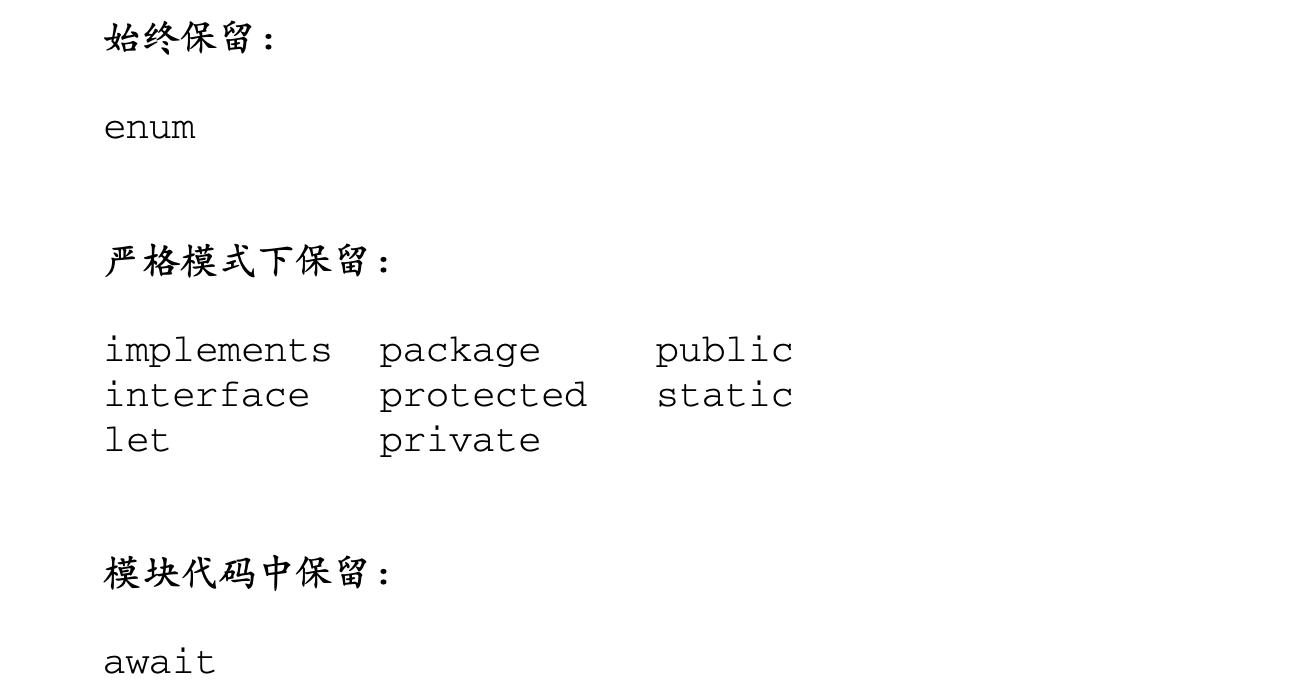 始终保留：
enum
严格模式下保留：
implements package public
interface protected static
let private
模块代码中保留：
await